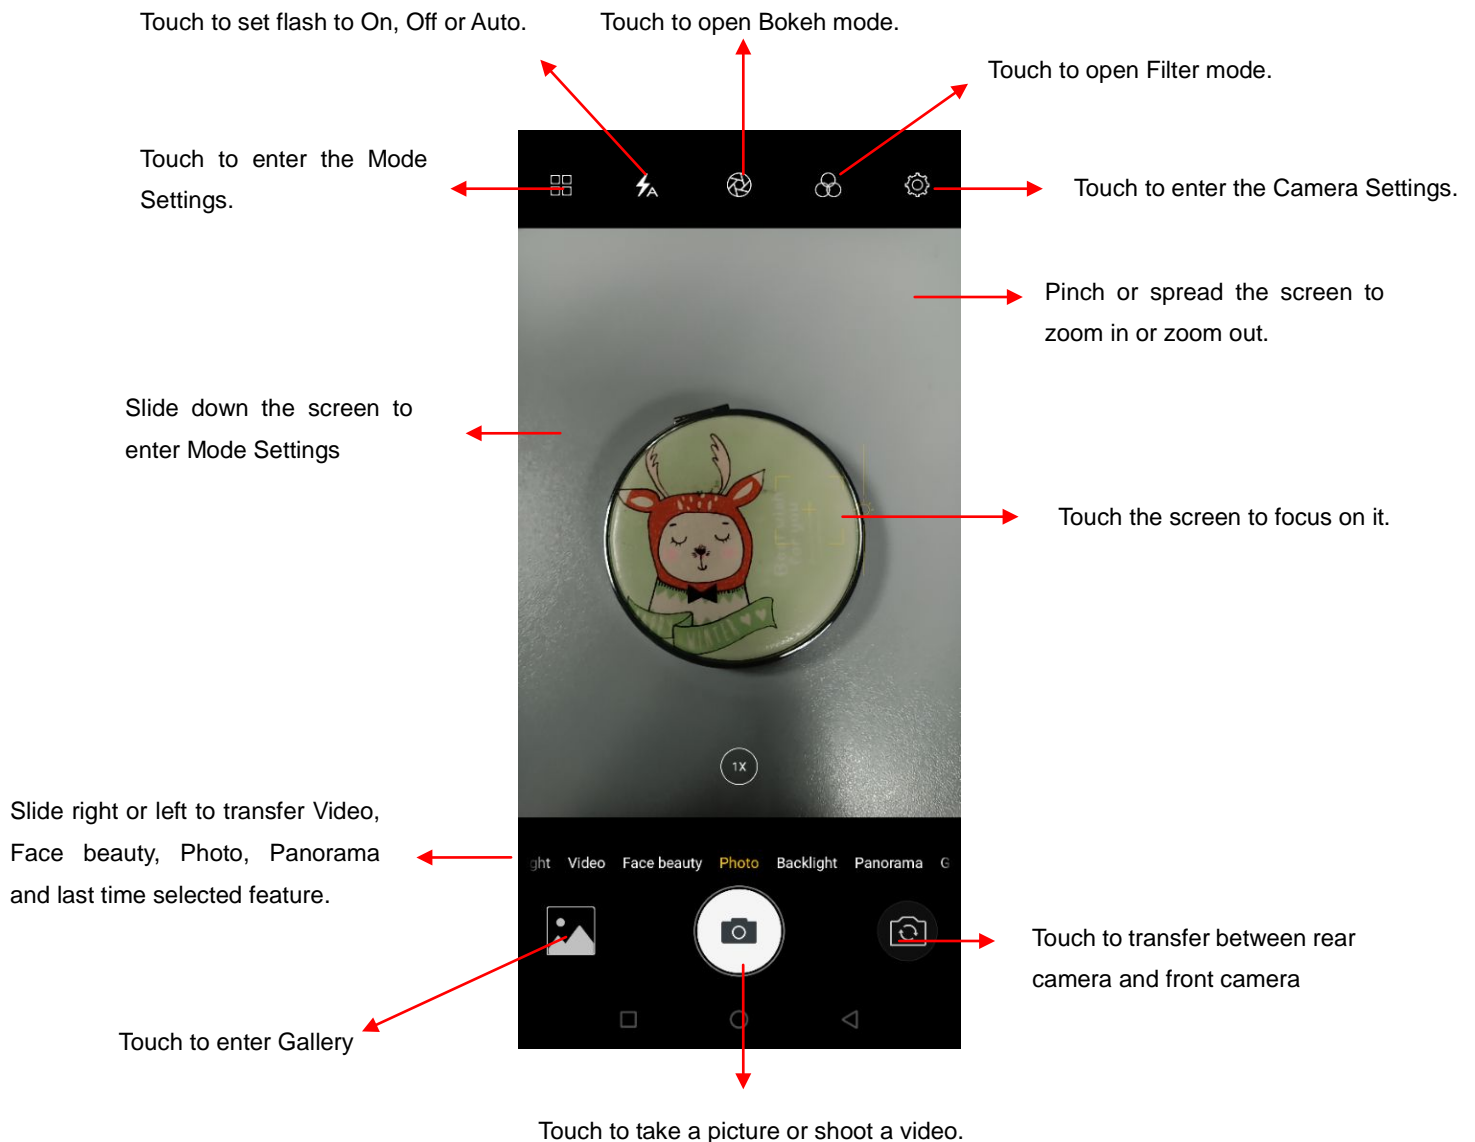 Touch to set flash to On, Off or Auto.
Touch to open Bokeh mode.
Touch to open Filter mode.
Touch to enter the Mode
Settings.
Touch to enter the Camera Settings.
Pinch or spread the screen to
zoom in or zoom out.
Slide down the screen to
enter Mode Settings
Touch the screen to focus on it.
1X
Slide right or left to transfer Video,
Face beauty, Photo, Panorama
and last time selected feature.
ght Video Face beauty Photo Backlight Panorama G
Touch to transfer between rear
camera and front camera
Touch to enter Gallery
Touch to take a picture or shoot a video.